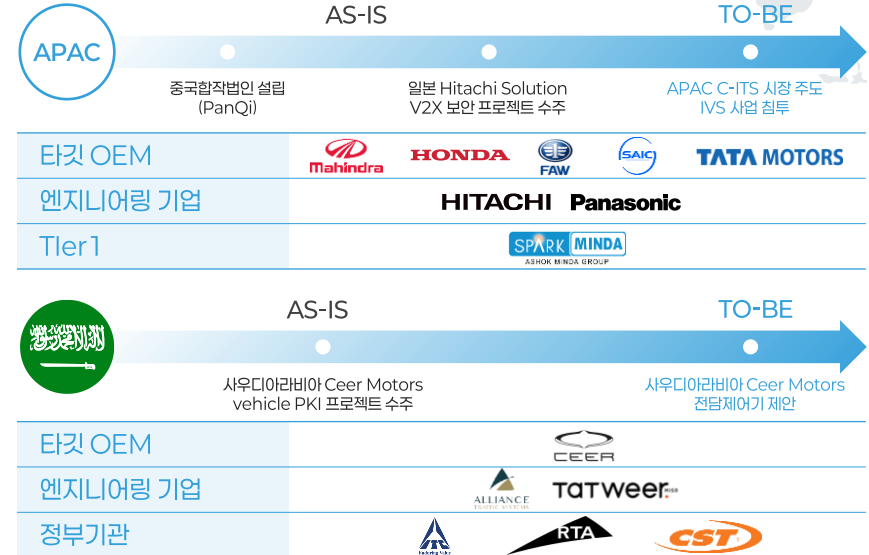 AS-IS
TO-BE
APAC
중국합작법인 설립
(PanQi)
일본 Hitachi Solution
V2X 보안 프로젝트 수주
APAC C-ITS 시장 주도
IVS 사업 침투
타깃 OEM
Mahindra
HONDA
FAW
SAIC
TATA MOTORS
엔지니어링 기업
HITACHI
Panasonic
TIer1
SPARK MINDA
ASHOK MINDA GROUP
AS-IS
TO-BE
사우디아라비아 Ceer Motors
vehicle PKI 프로젝트 수주
사우디아라비아 Ceer Motors
전담제어기 제안
타깃 OEM
CEER
엔지니어링 기업
ALLIANCE
TRAFFIC SYSTEMS
TATWEER MISR
정부기관
Enduring Value
RTA
CST